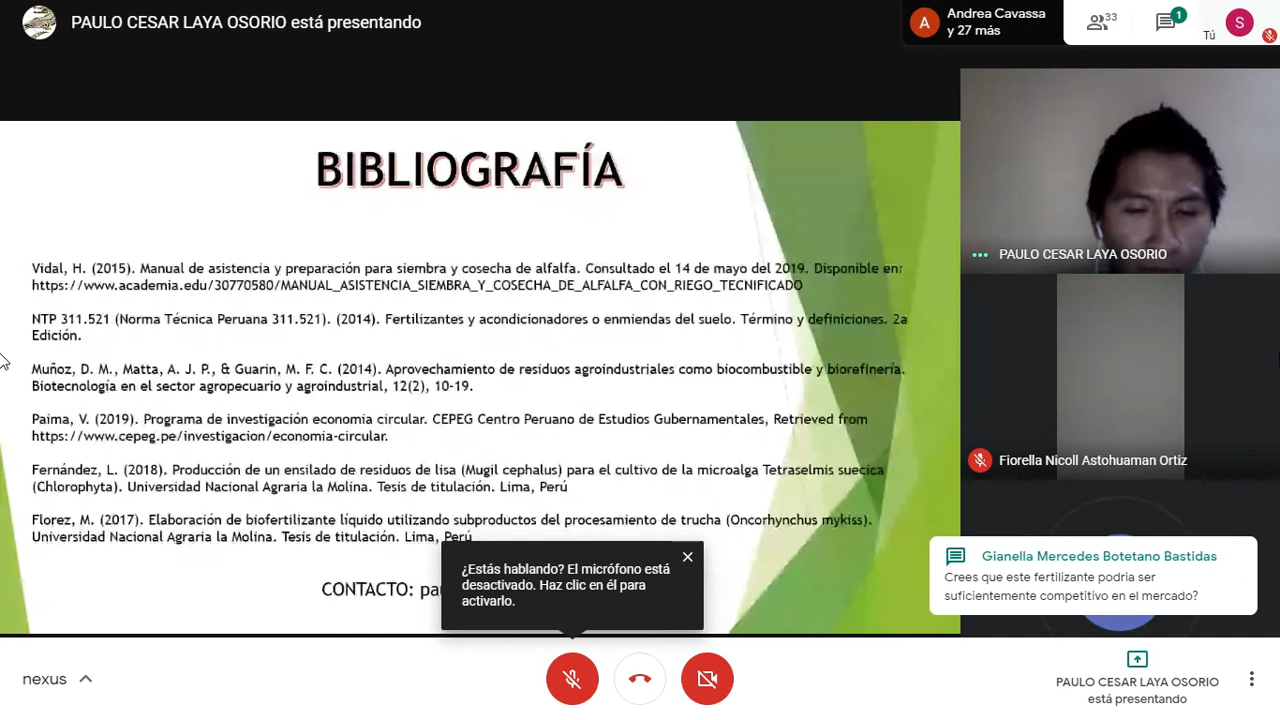 PAULO CESAR LAYA OSORIO está presentando
Andrea Cavassa
y 27 más
A
33
1
Tú
S
BIBLIOGRAFÍA
Vidal, H. (2015). Manual de asistencia y preparación para siembra y cosecha de alfalfa. Consultado el 14 de mayo del 2019. Disponible en:
https://www.academia.edu/30770580/MANUAL_ASISTENCIA_SIEMBRA_Y_COSECHA_DE_ALFALFA_CON_RIEGO_TECNIFICADO
NTP 311.521 (Norma Técnica Peruana 311.521). (2014). Fertilizantes y acondicionadores o enmiendas del suelo. Término y definiciones. 2a
Edición.
Muñoz, D. M., Matta, A. J. P., & Guarin, M. F. C. (2014). Aprovechamiento de residuos agroindustriales como biocombustible y biorefinería.
Biotecnología en el sector agropecuario y agroindustrial, 12(2), 10-19.
Paima, V. (2019). Programa de investigación economia circular. CEPEG Centro Peruano de Estudios Gubernamentales, Retrieved from
https://www.cepeg.pe/investigacion/economia-circular.
Fernández, L. (2018). Producción de un ensilado de residuos de lisa (Mugil cephalus) para el cultivo de la microalga Tetraselmis suecica
(Chlorophyta). Universidad Nacional Agraria la Molina. Tesis de titulación. Lima, Perú
Florez, M. (2017). Elaboración de biofertilizante líquido utilizando subproductos del procesamiento de trucha (Oncorhynchus mykiss).
Universidad Nacional Agraria la Molina. Tesis de titulación. Lima, Perú
CONTACTO:
¿Estás hablando? El micrófono está
desactivado. Haz clic en él para
activarlo.
PAULO CESAR LAYA OSORIO
Fiorella Nicoll Astohuaman Ortiz
Gianella Mercedes Botetano Bastidas
Crees que este fertilizante podria ser
suficientemente competitivo en el mercado?
nexus
PAULO CESAR LAYA OSORIO
está presentando